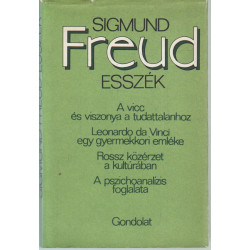 SIGMUND
Freud
ESSZÉK
A vicc
és viszonya a tudattalanhoz
Leonardo da Vinci
egy gyermekkori emléke
Rossz közérzet
a kultúrában
A pszichoanalízis
foglalata
Gondolat